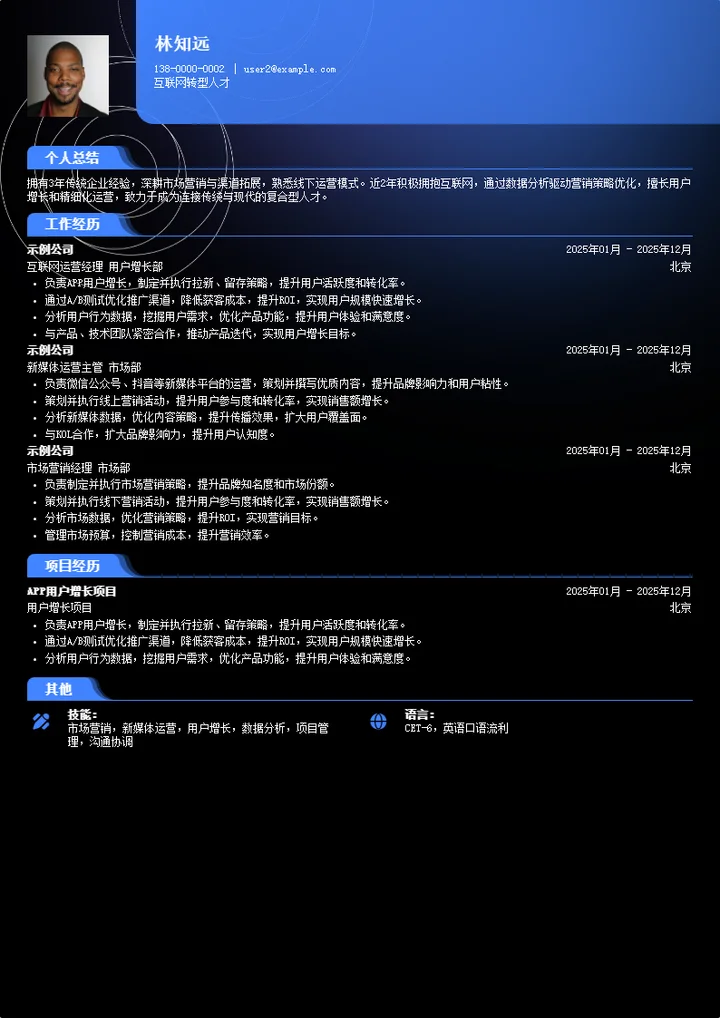 林知远
138-0000-0002 | user2@example.com
互联网转型人才
个人总结
拥有3年传统企业经验，深耕市场营销与渠道拓展，熟悉线下运营模式。近2年积极拥抱互联网，通过数据分析驱动营销策略优化，擅长用户
增长和精细化运营，致力于成为连接传统与现代的复合型人才。
工作经历
示创公司 2025年01月 - 2025年12月
互联网运营经理 用户增长部 北京
• 负责APP用户增长，制定并执行拉新、留存策略，提升用户活跃度和转化率。
• 通过A/B测试优化推广渠道，降低获客成本，提升ROI，实现用户规模快速增长。
• 分析用户行为数据，挖掘用户需求，优化产品功能，提升用户体验和满意度。
• 与产品、技术团队紧密合作，推动产品迭代，实现用户增长目标。
示创公司 2025年01月 - 2025年12月
新媒体运营主管 市场部 北京
• 负责微信公众号、抖音等新媒体平台的运营，策划并撰写优质内容，提升品牌影响力和用户粘性。
• 策划并执行线上营销活动，提升用户参与度和转化率，实现销售额增长。
• 分析新媒体数据，优化内容策略，提升传播效果，扩大用户覆盖面。
• 与KOL合作，扩大品牌影响力，提升用户认知度。
示创公司 2025年01月 - 2025年12月
市场营销经理 市场部 北京
• 负责制定并执行市场营销策略，提升品牌知名度和市场份额。
• 策划并执行线下营销活动，提升用户参与度和转化率，实现销售额增长。
• 分析市场数据，优化营销策略，提升ROI，实现营销目标。
• 管理市场预算，控制营销成本，提升营销效率。
项目经历
APP用户增长项目 2025年01月 - 2025年12月
用户增长项目 北京
• 负责APP用户增长，制定并执行拉新、留存策略，提升用户活跃度和转化率。
• 通过A/B测试优化推广渠道，降低获客成本，提升ROI，实现用户规模快速增长。
• 分析用户行为数据，挖掘用户需求，优化产品功能，提升用户体验和满意度。
其他
技能：
市场营销，新媒体运营，用户增长，数据分析，项目管
理，沟通协调
语言：
CET-6，英语口语流利